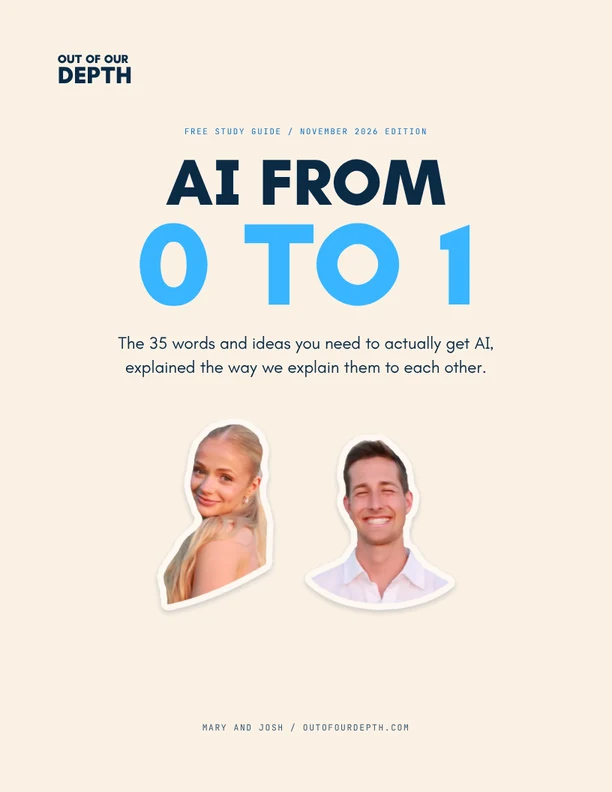 OUT OF OUR
DEPTH
FREE STUDY GUIDE / NOVEMBER 2026 EDITION
AI FROM
0 TO 1
The 35 words and ideas you need to actually get AI,
explained the way we explain them to each other.
MARY AND JOSH / OUTOFOURDEPTH.COM